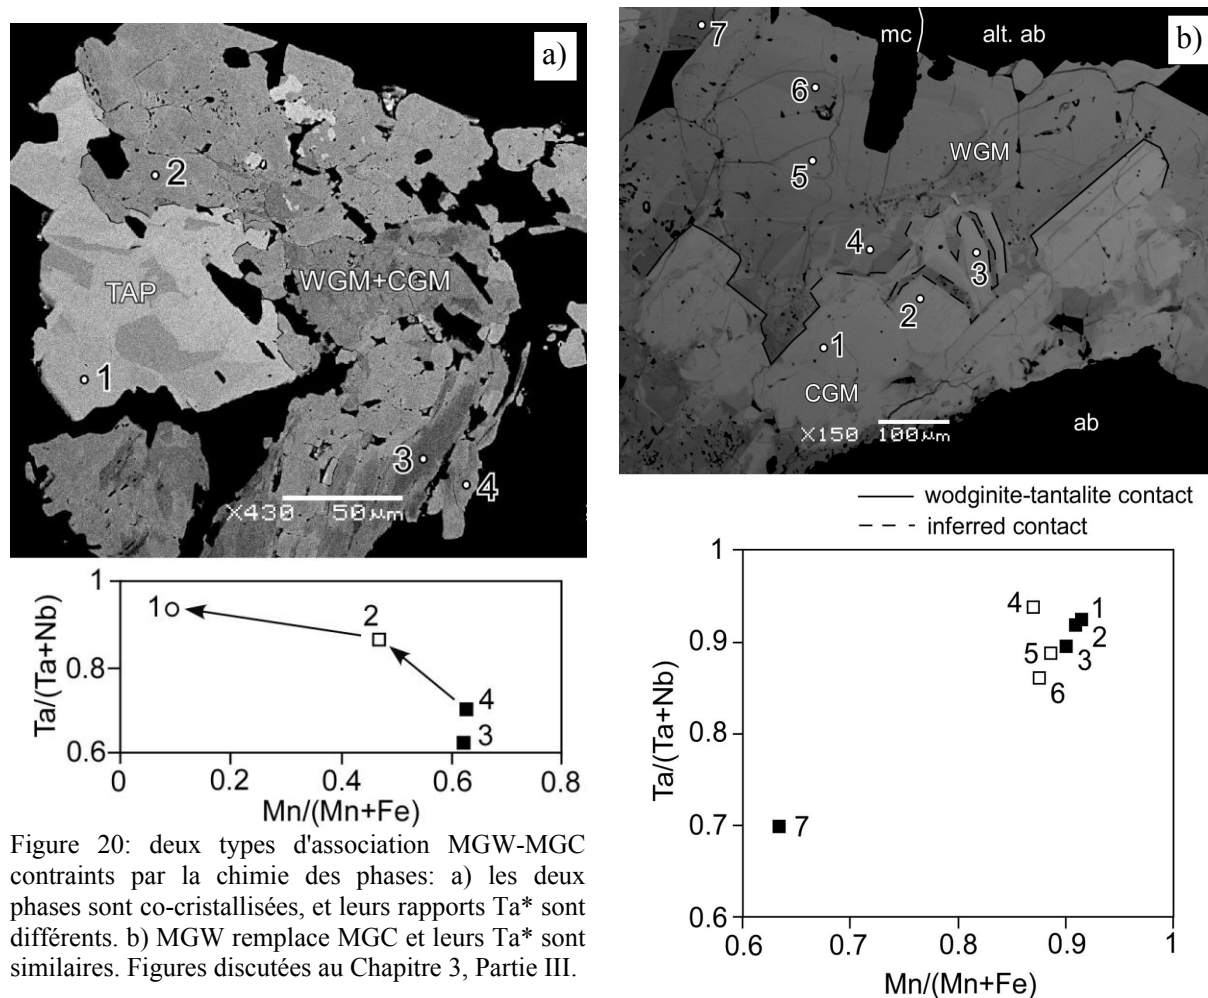 a)
2
TAP
WGM+CGM
1
3
4
X430 50µm
1
0.8
0.6
Ta/(Ta+Nb)
1
2
4
3
0
0.2
0.4
0.6
0.8
Mn/(Mn+Fe)
Figure 20: deux types d'association MGW-MGC
contraints par la chimie des phases: a) les deux
phases sont co-cristallisées, et leurs rapports Ta* sont
différents. b) MGW remplace MGC et leurs Ta* sont
similaires. Figures discutées au Chapitre 3, Partie III.
b)
7
mc
alt. ab
6
WGM
5
4
3
2
1
CGM
ab
X150 100µm
wodginite-tantalite contact
inferred contact
1
0.9
0.8
0.7
0.6
Ta/(Ta+Nb)
4
1
2
5
3
6
7
0.6
0.7
0.8
0.9
1
Mn/(Mn+Fe)